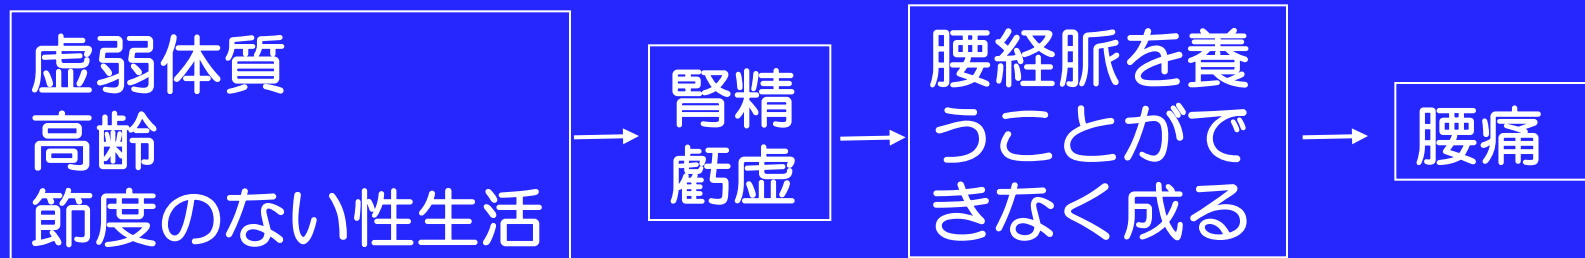 虚弱体質
高齢
節度のない性生活
腎精
虧虚
腰経脈を養
うことがで
きなく成る
腰痛